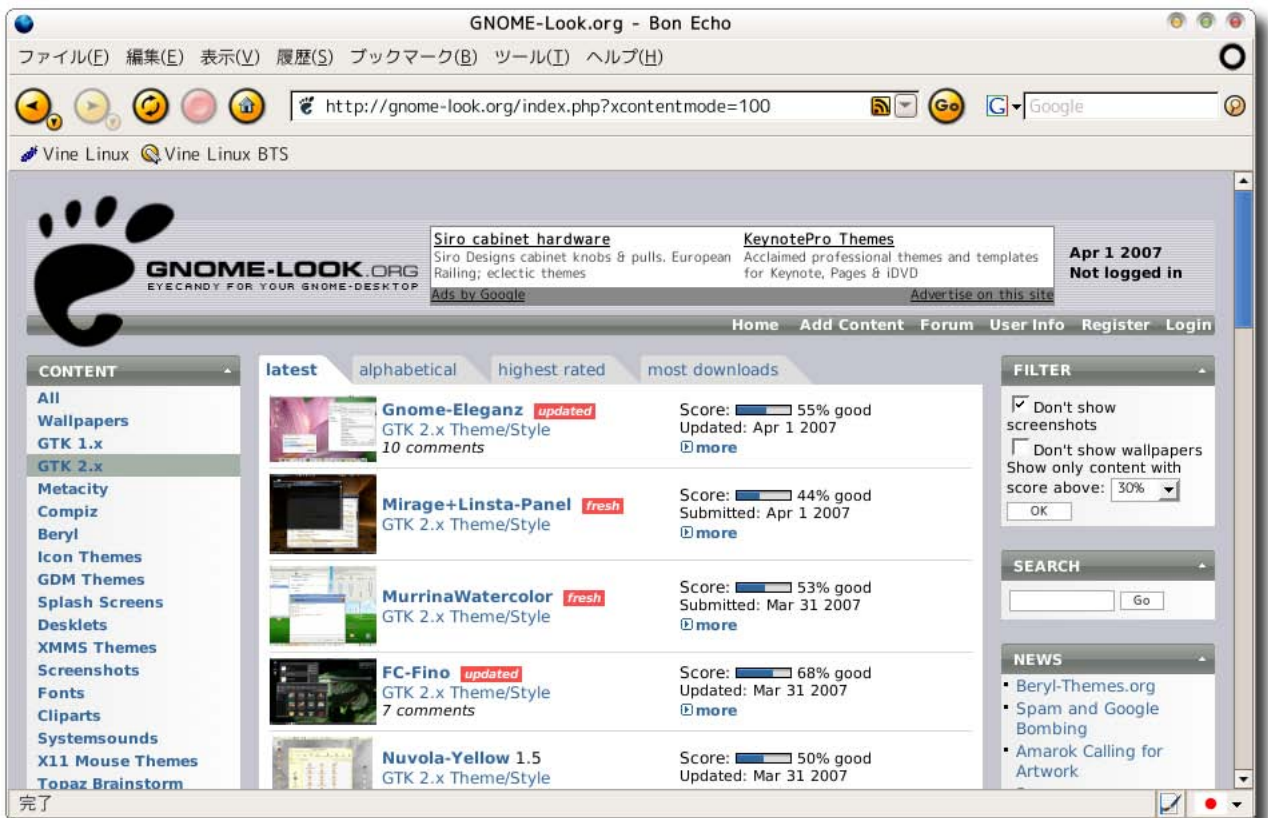 GNOME-Look.org - Bon Echo
ファイル(F) 編集(E) 表示(V) 履歴(S) ブックマーク(B) ツール(T) ヘルプ(H)
http://gnome-look.org/index.php?xcontentmode=100
Go
G
Google
Vine Linux
Vine Linux BTS
GNOME-LOOK.ORG
EYECANDY FOR YOUR GNOME-DESKTOP
Siro cabinet hardware
Siro Designs cabinet knobs & pulls. European
Railing; eclectic themes
KeynotePro Themes
Acclaimed professional themes and templates
for Keynote, Pages & iDVD
Ads by Google
Advertise on this site
Apr 1 2007
Not logged in
Home Add Content Forum User Info Register Login
CONTENT
All
Wallpapers
GTK 1.x
GTK 2.x
Metacity
Compiz
Beryl
Icon Themes
GDM Themes
Splash Screens
Desklets
XMMS Themes
Screenshots
Fonts
Cliparts
Systemsounds
X11 Mouse Themes
Topaz Brainstorm
latest alphabetical highest rated most downloads
Gnome-Eleganz updated
GTK 2.x Theme/Style
10 comments
Score: 55% good
Updated: Apr 1 2007
more
Mirage+Linsta-Panel fresh
GTK 2.x Theme/Style
Score: 44% good
Submitted: Apr 1 2007
more
MurrinaWatercolor fresh
GTK 2.x Theme/Style
Score: 53% good
Submitted: Mar 31 2007
more
FC-Fino updated
GTK 2.x Theme/Style
7 comments
Score: 68% good
Updated: Mar 31 2007
more
Nuvola-Yellow 1.5
GTK 2.x Theme/Style
Score: 50% good
Updated: Mar 31 2007
FILTER
Don't show
screenshots
Don't show wallpapers
Show only content with
score above: 30%
OK
SEARCH
Go
NEWS
Beryl-Themes.org
Spam and Google
Bombing
Amarok Calling for
Artwork
完了